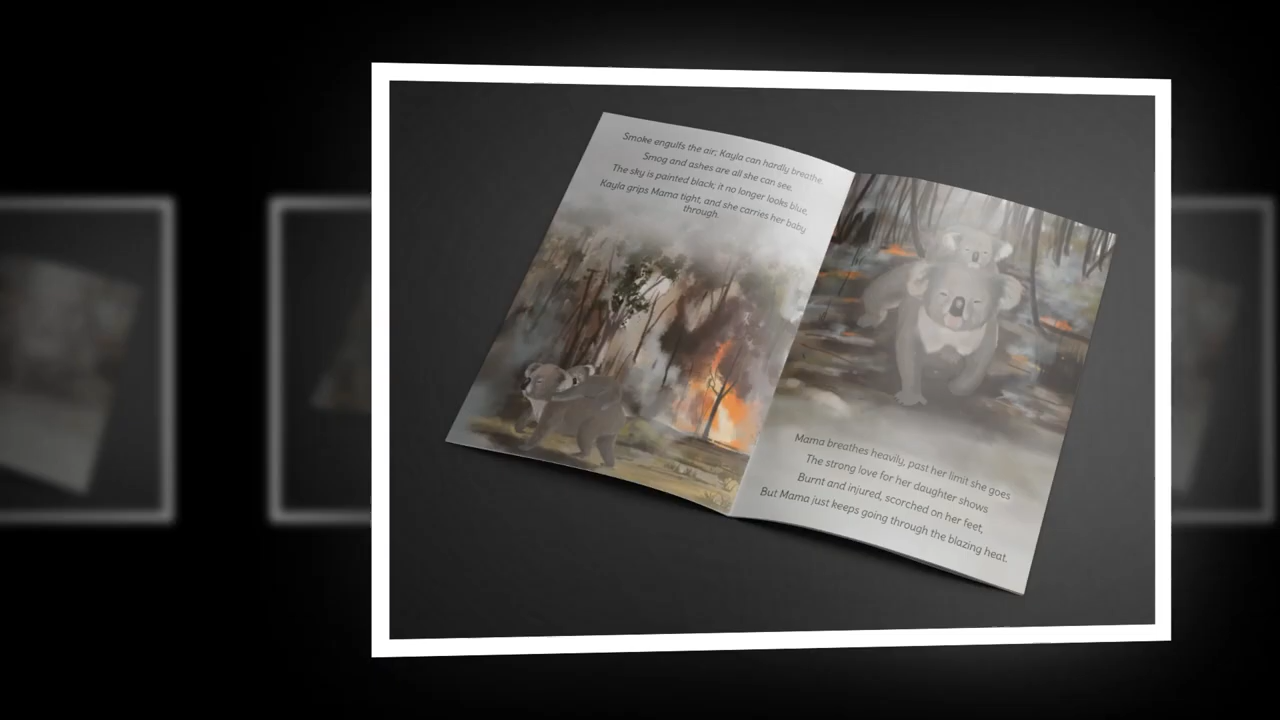 Smoke engulfs the air; Kayla can hardly breathe.
Smog and ashes are all she can see.
The sky is painted black; it no longer looks blue,
Kayla grips Mama tight, and she carries her baby
through.
Mama breathes heavily, past her limit she goes
The strong love for her daughter shows
Burnt and injured, scorched on her feet,
But Mama just keeps going through the blazing heat.